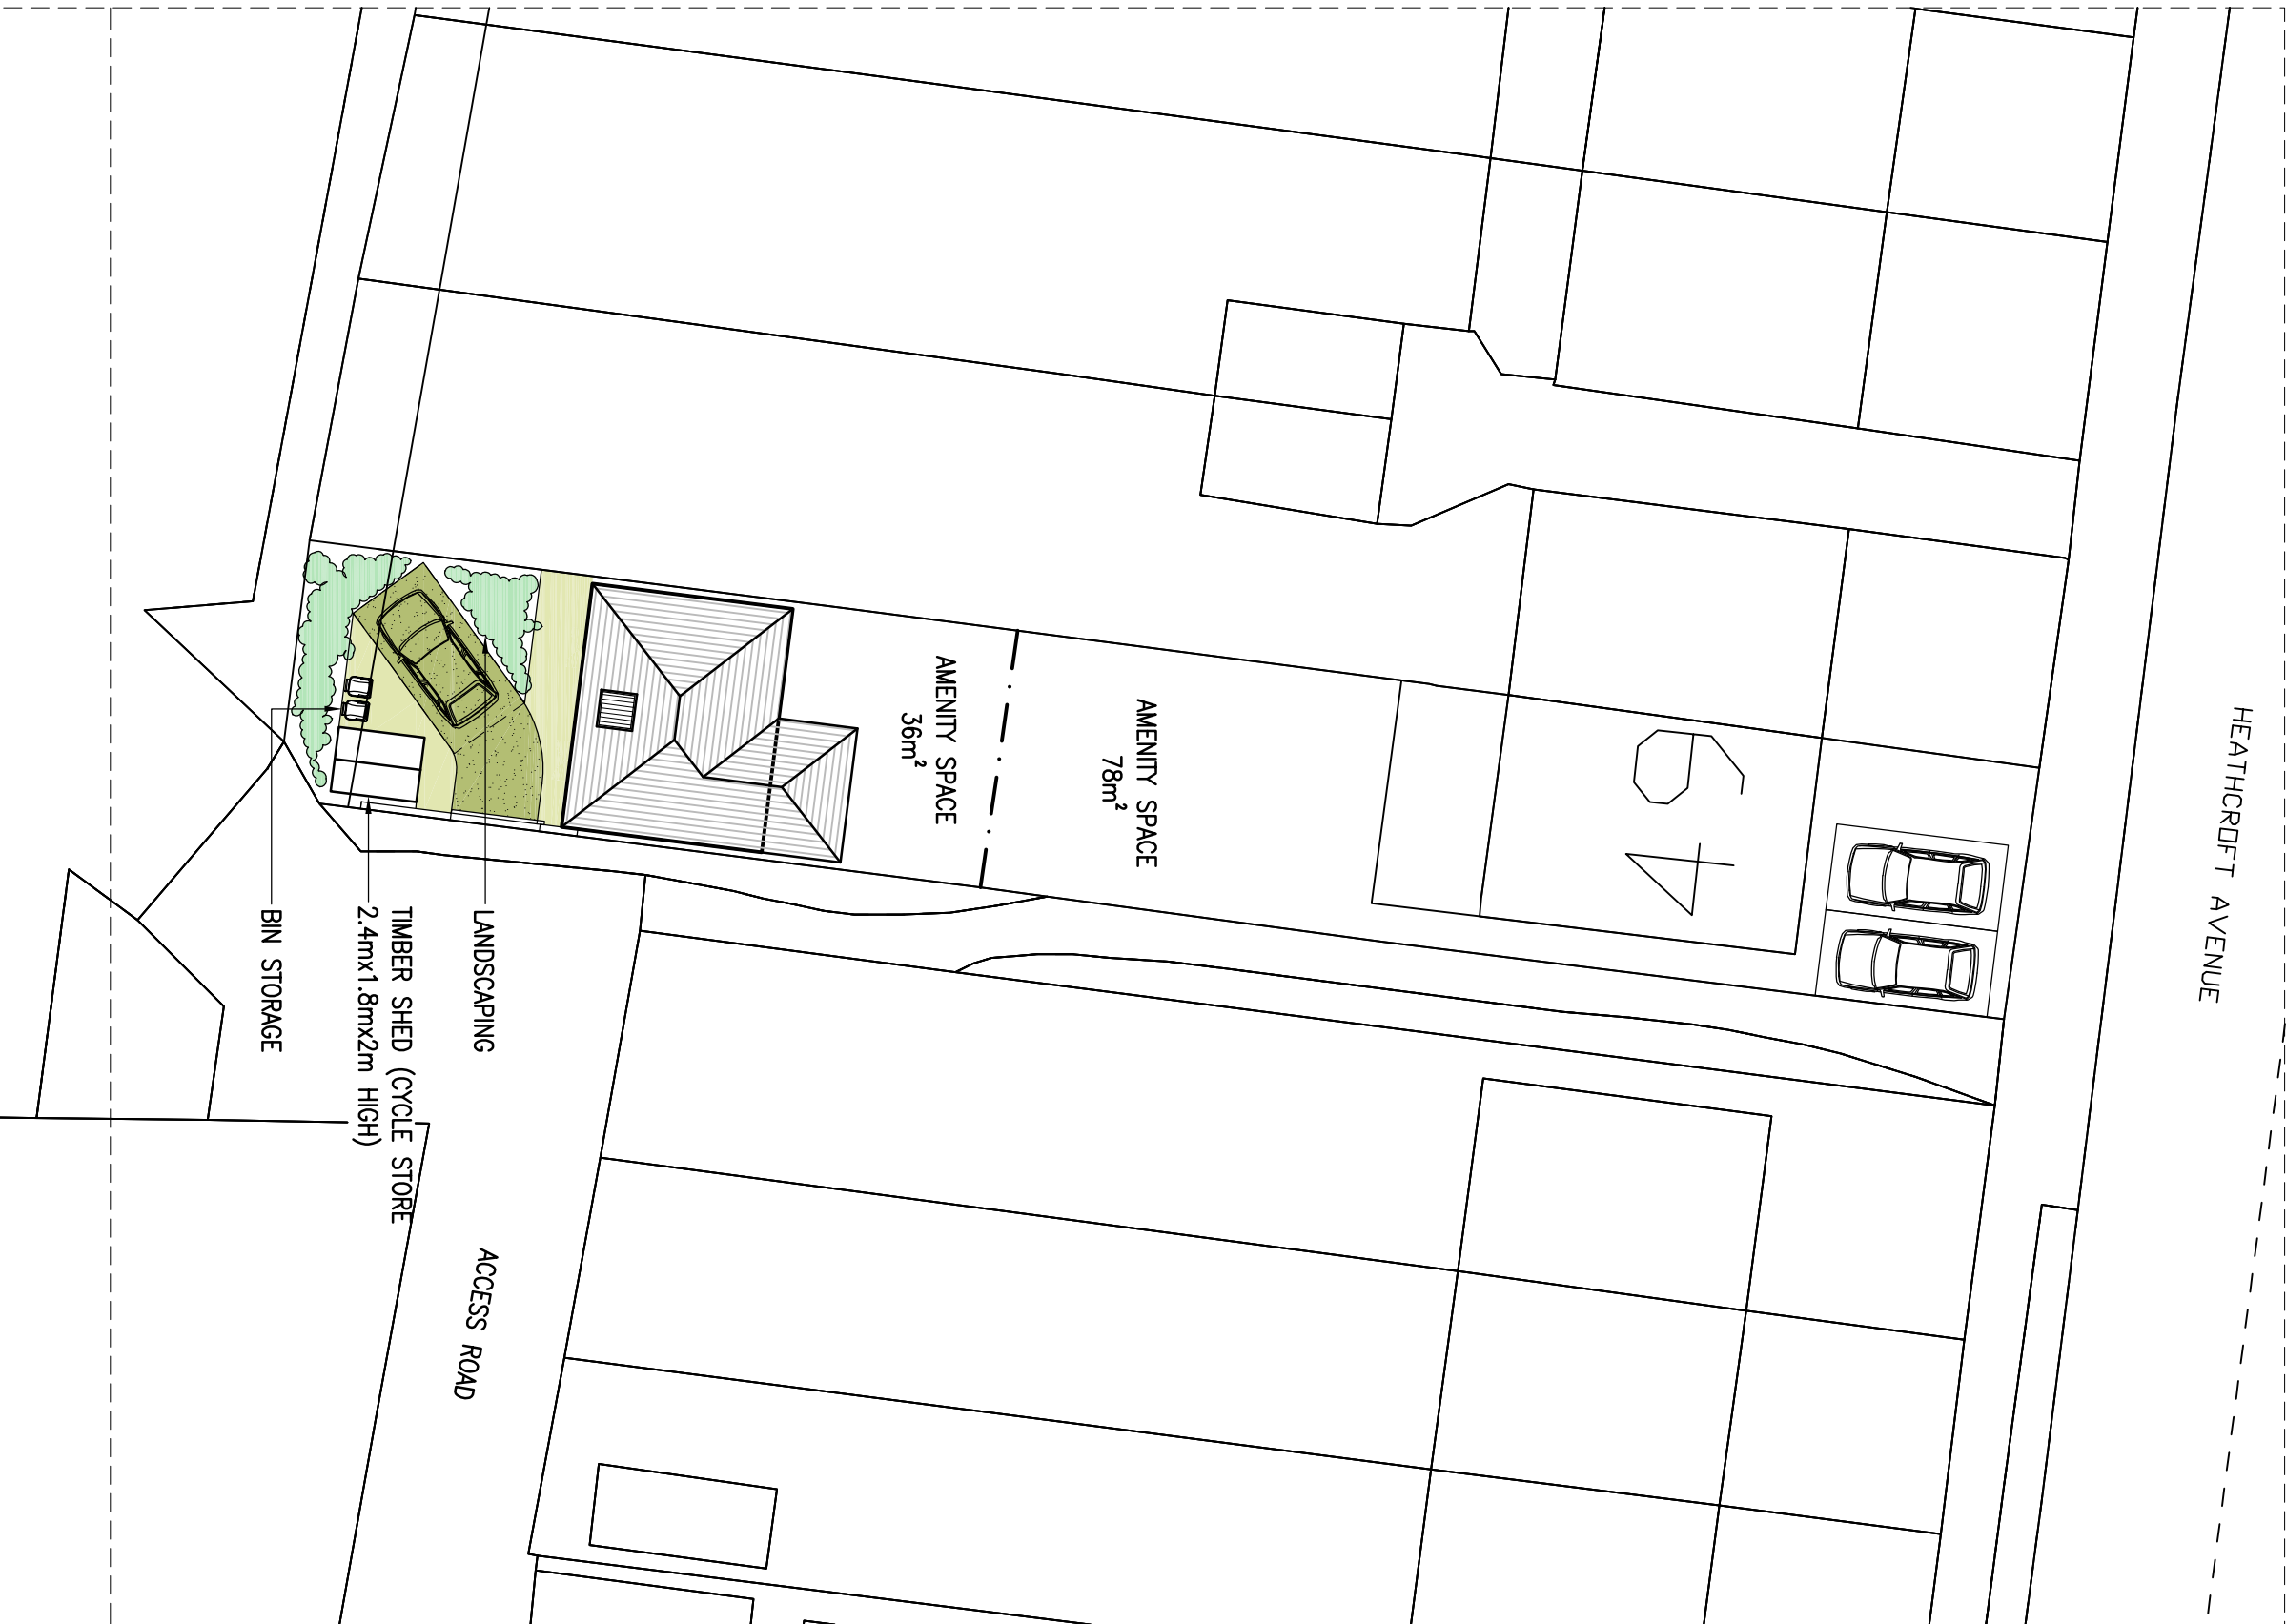 HEATHCROFT AVENUE
49
AMENITY SPACE
78m²
AMENITY SPACE
36m²
LANDSCAPING
TIMBER SHED (CYCLE STORE
2.4mx1.8mx2m HIGH)
BIN STORAGE
ACCESS ROAD